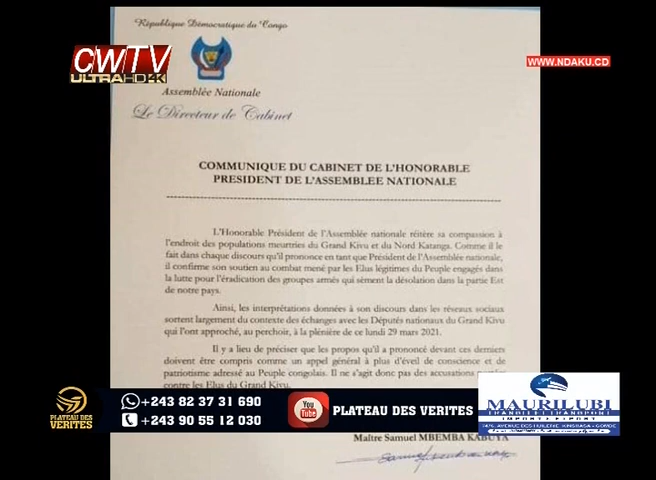 République Démocratique du Congo
CWTV
ULTRA HD 4K
WWW.NDAKU.CD
Assemblée Nationale
Le Directeur de Cabinet
COMMUNIQUE DU CABINET DE L'HONORABLE
PRESIDENT DE L'ASSEMBLEE NATIONALE
L'Honorable Président de l'Assemblée nationale réitère sa compassion à
l'endroit des populations meurtries du Grand Kivu et du Nord Katanga. Comme il le
fait dans chaque discours qu'il prononce en tant que Président de l'Assemblée nationale,
il confirme son soutien au combat mené par les Elus légitimes du Peuple engagés dans
la lutte pour l'éradication des groupes armés qui sèment la désolation dans la partie Est
de notre pays.
Ainsi, les interprétations données à son discours dans les réseaux sociaux
sortent largement du contexte des échanges avec les Députés nationaux du Grand Kivu
qui l'ont approché, au perchoir, à la plénière de ce lundi 29 mars 2021.
Il y a lieu de préciser que les propos qu'il a prononcé devant ces derniers
doivent être compris comme un appel général à plus d'éveil de conscience et de
patriotisme adressé au Peuple congolais. Il ne s'agit donc pas des accusations
contre les Elus du Grand Kivu.
PLATEAU DES
VERITES
+243 82 37 31 690
+243 90 55 12 030
You
Tube
PLATEAU DES VERITES
MAURILUBI
TRANSIT ET TRANSPORT
IMPORT EXPORT
Maître Samuel MBEMBA KABUYA